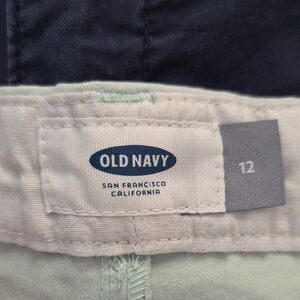 OLD NAVY
SAN FRANCISCO
CALIFORNIA
12